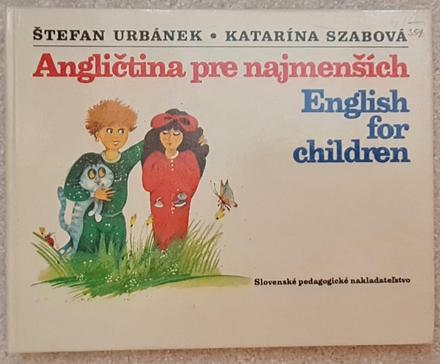 ŠTEFAN URBÁNEK • KATARÍNA SZABOVÁ
Angličtina pre najmenších
English
for
children
Slovenské pedagogické nakladateľstvo